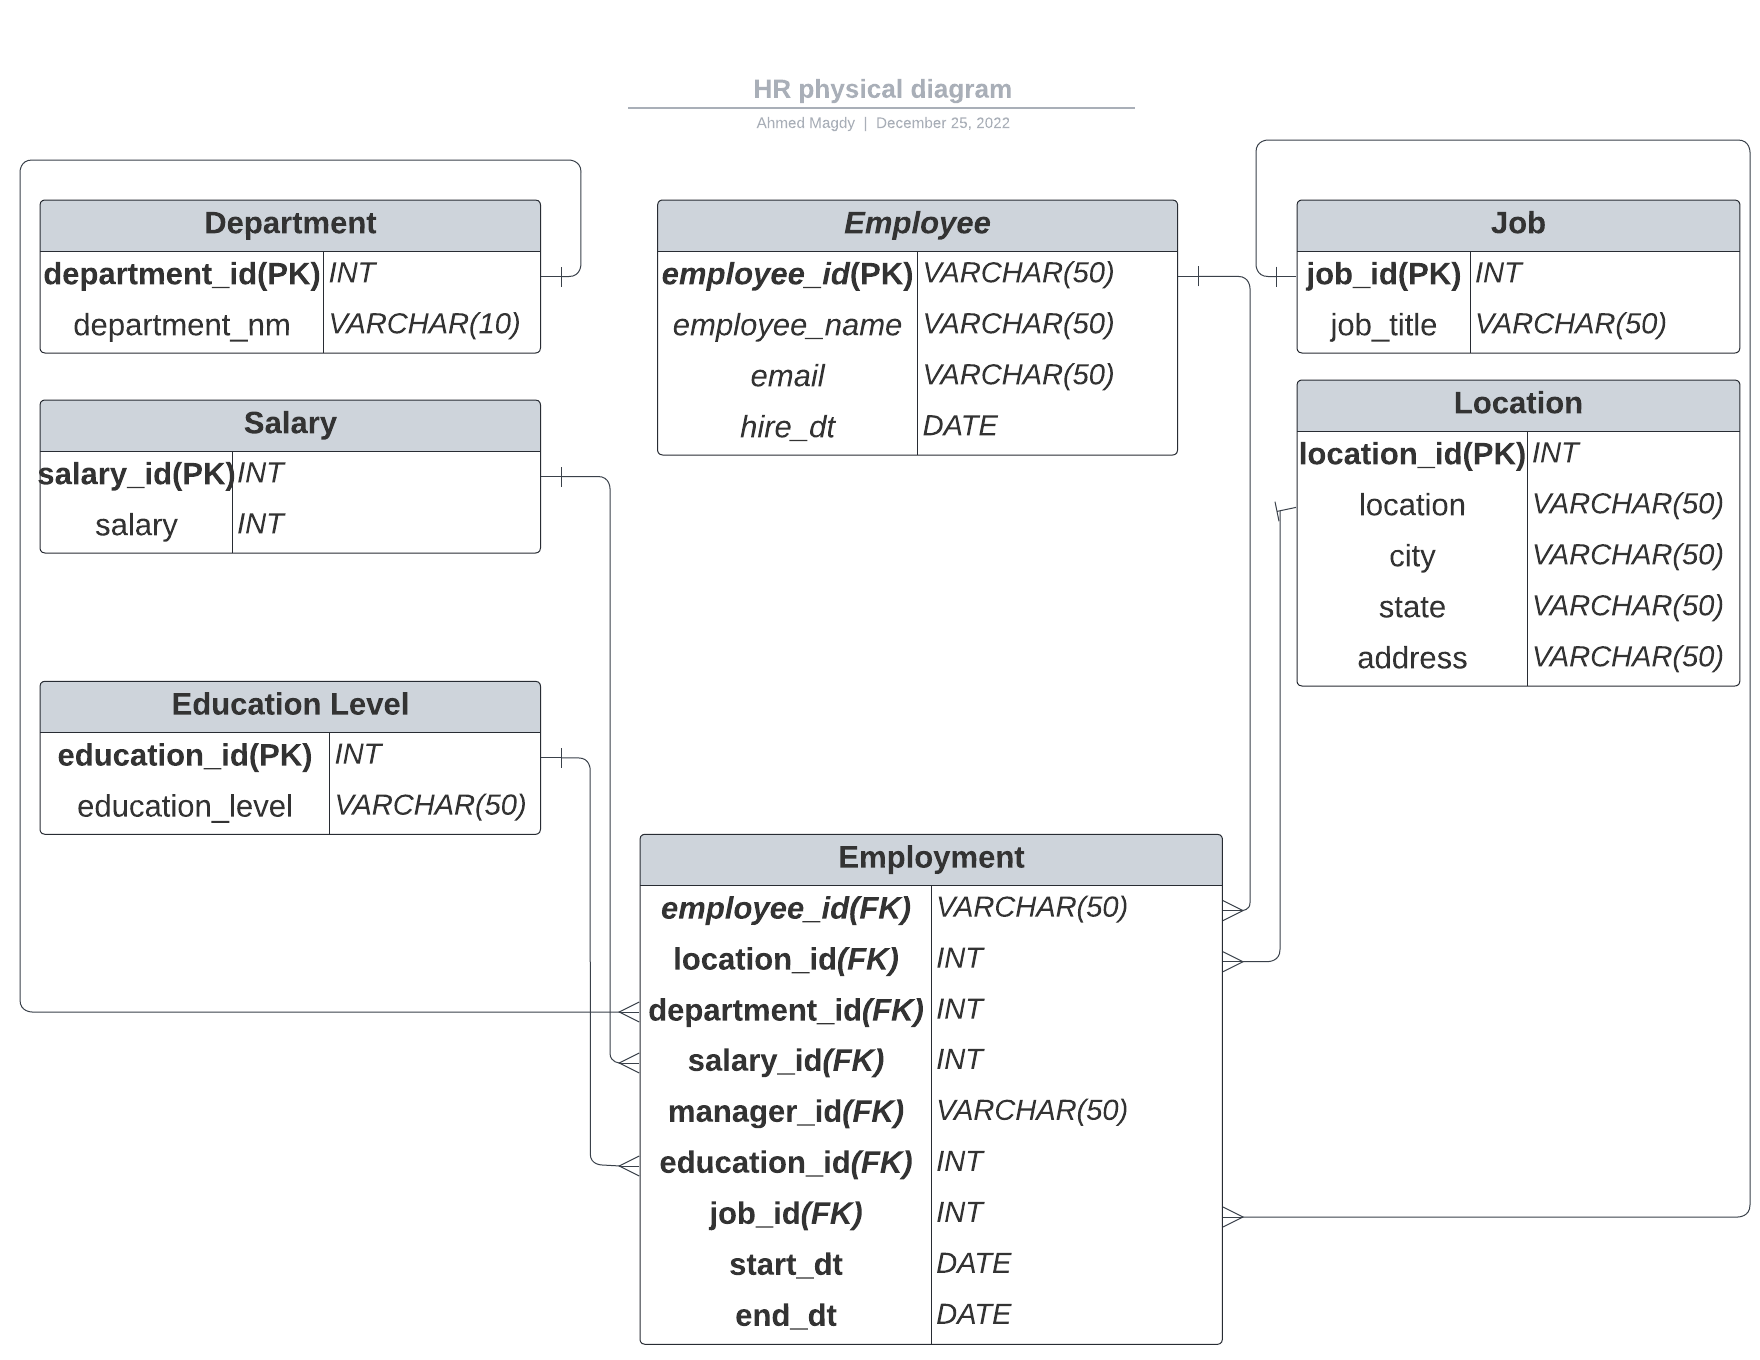 HR physical diagram
Ahmed Magdy | December 25, 2022
Department
department_id(PK) INT
department_nm VARCHAR(10)
Employee
employee_id(PK) VARCHAR(50)
employee_name VARCHAR(50)
email VARCHAR(50)
hire_dt DATE
Job
job_id(PK) INT
job_title VARCHAR(50)
Salary
salary_id(PK) INT
salary INT
Location
location_id(PK) INT
location VARCHAR(50)
city VARCHAR(50)
state VARCHAR(50)
address VARCHAR(50)
Education Level
education_id(PK) INT
education_level VARCHAR(50)
Employment
employee_id(FK) VARCHAR(50)
location_id(FK) INT
department_id(FK) INT
salary_id(FK) INT
manager_id(FK) VARCHAR(50)
education_id(FK) INT
job_id(FK) INT
start_dt DATE
end_dt DATE